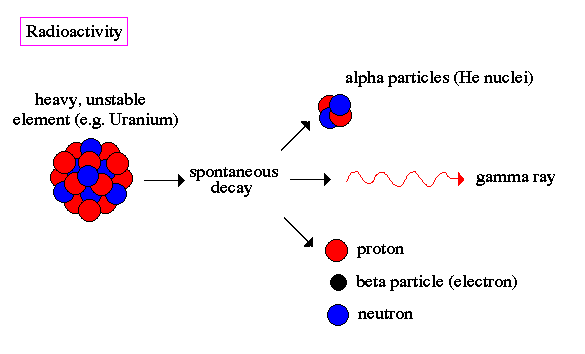 Radioactivity
heavy, unstable
element (e.g. Uranium)
spontaneous
decay
alpha particles (He nuclei)
gamma ray
proton
beta particle (electron)
neutron